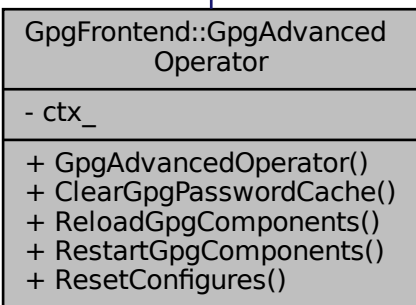 GpgFrontend::GpgAdvanced
Operator
- ctx_
+ GpgAdvancedOperator()
+ ClearGpgPasswordCache()
+ ReloadGpgComponents()
+ RestartGpgComponents()
+ ResetConfigures()